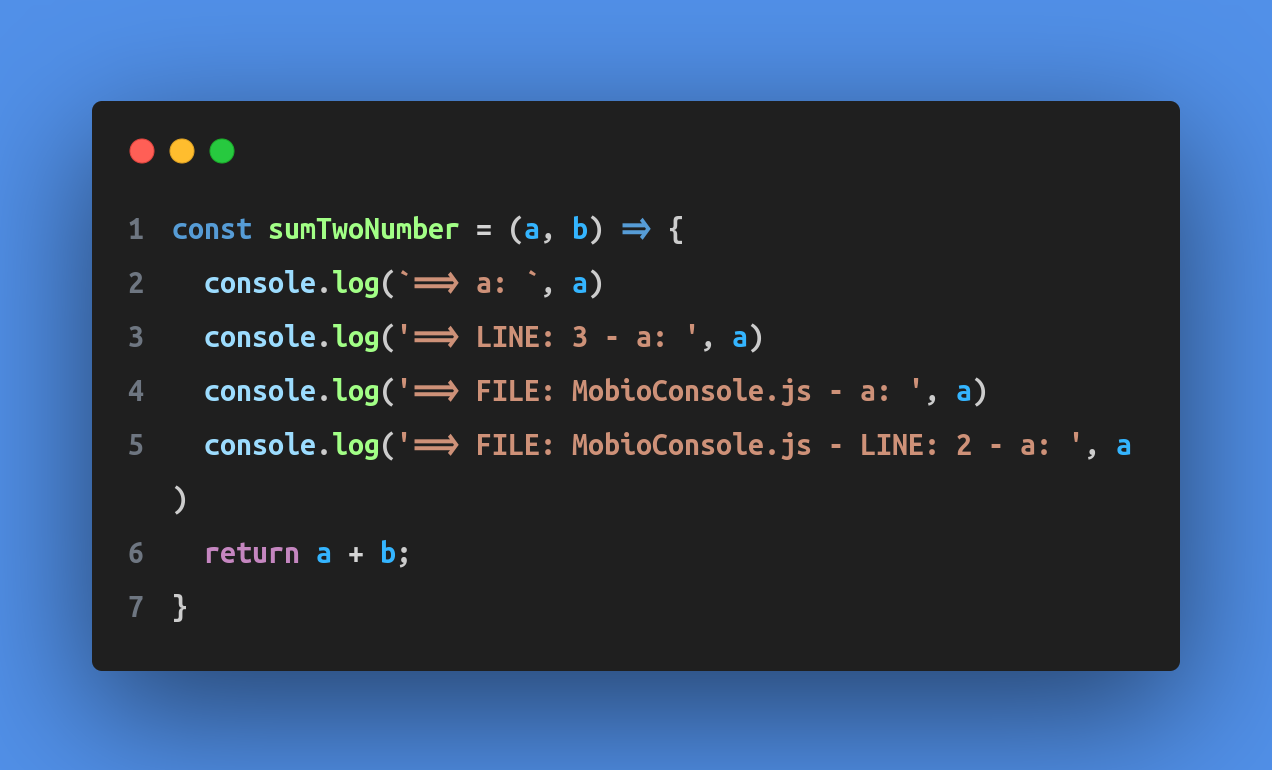 1 const sumTwoNumber = (a, b) => {
2 console.log(`==> a: `, a)
3 console.log('==> LINE: 3 - a: ', a)
4 console.log('==> FILE: MobioConsole.js - a: ', a)
5 console.log('==> FILE: MobioConsole.js - LINE: 2 - a: ', a
)
6 return a + b;
7 }